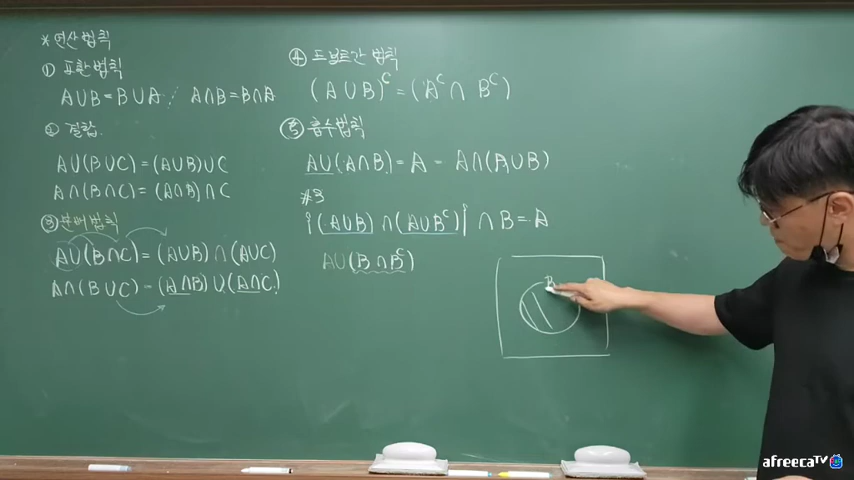 *연산법칙
① 교환법칙
A∪B=B∪A. A∩B=B∩A
② 결합.
A∪(B∪C)=(A∪B)∪C
A∩(B∩C)=(A∩B)∩C
③ 분배법칙
A∪(B∩C)=(A∪B)∩(A∪C)
A∩(B∪C)=(A∩B)∪(A∩C)
④ 드모르간 법칙
(A∪B)ᶜ=(Aᶜ∩Bᶜ)
⑤ 흡수법칙
A∪(A∩B)=A=A∩(A∪B)
#3
{(A∪B)∩(A∪Bᶜ)}∩B=A
A∪(B∩Bᶜ)
B
afreecaTV